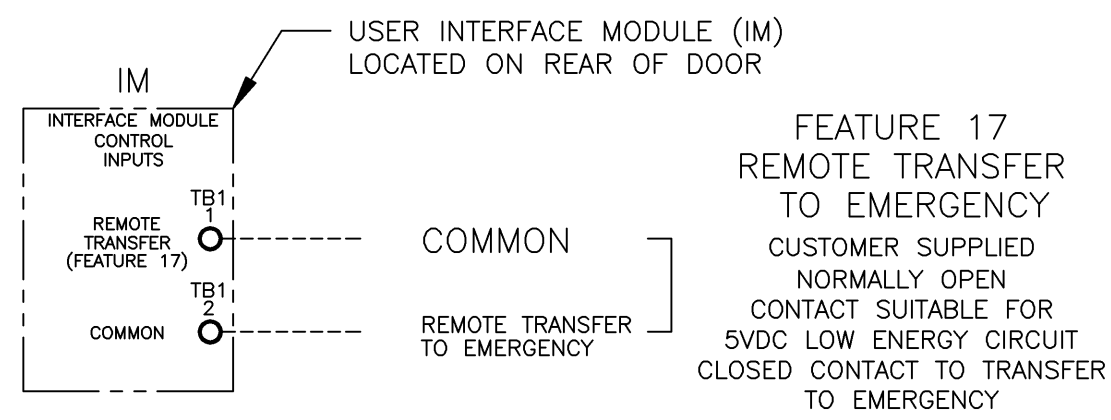 USER INTERFACE MODULE (IM)
LOCATED ON REAR OF DOOR
IM
INTERFACE MODULE
CONTROL
INPUTS
TB1
1
REMOTE
TRANSFER
(FEATURE 17)
TB1
2
COMMON
COMMON
REMOTE TRANSFER
TO EMERGENCY
FEATURE 17
REMOTE TRANSFER
TO EMERGENCY
CUSTOMER SUPPLIED
NORMALLY OPEN
CONTACT SUITABLE FOR
5VDC LOW ENERGY CIRCUIT
CLOSED CONTACT TO TRANSFER
TO EMERGENCY